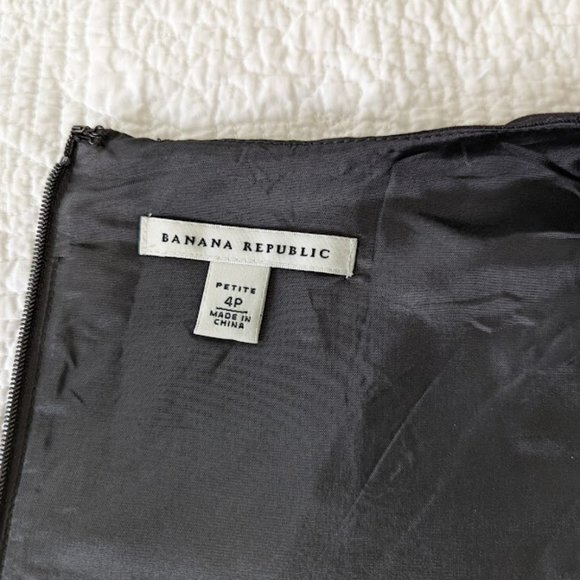 BANANA REPUBLIC
PETITE
4P
MADE IN
CHINA